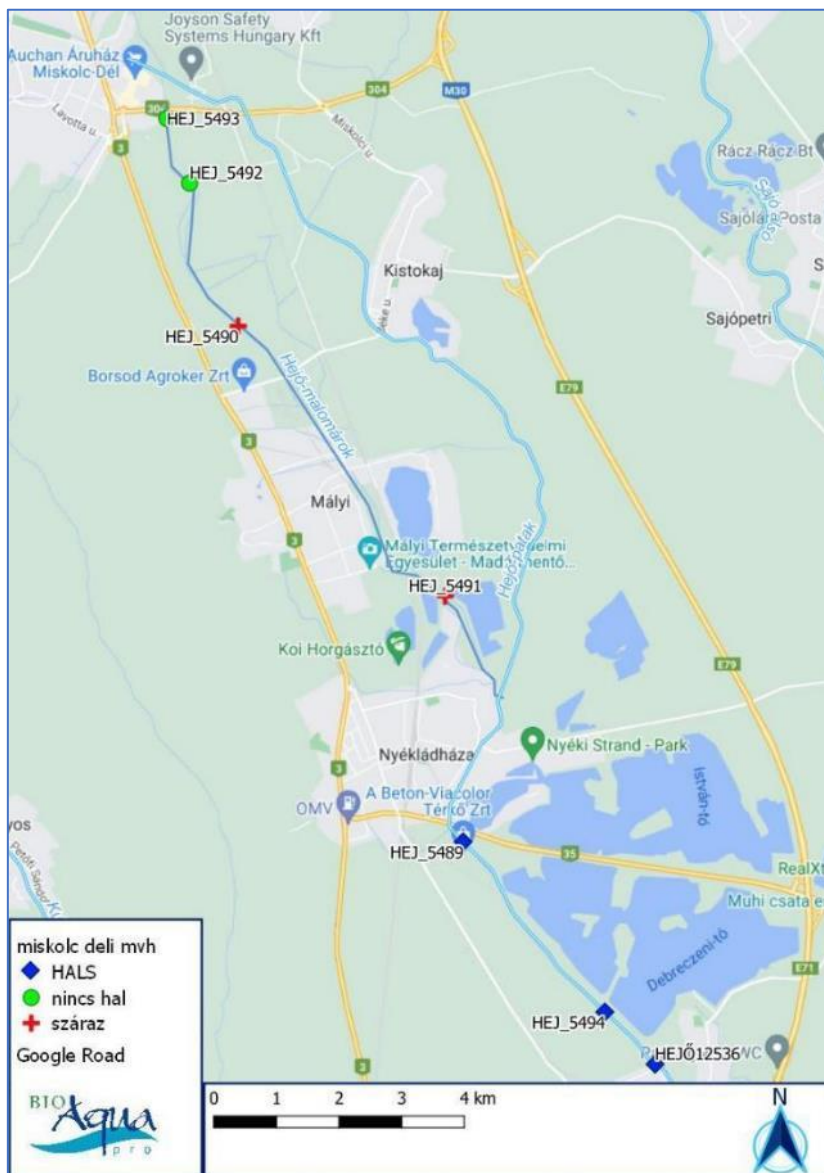 Joyson Safety
Systems Hungary Kft
Auchan Áruház
Miskolc-Dél
304
M30
304
HEJ_5493
Lavotta u.
3
Miskolci u.
HEJ_5492
Rácz Rácz Bt
Sajólád Posta
Kistokaj
Sajópetri
HEJ_5490
Borsod Agroker Zrt
Hejő-malomárok
E79
3
Mályi
3
Mályi Természetvédelmi
Egyesület - Madármentő...
HEJ_5491
Hejő-patak
Koi Horgásztó
E79
Nyéki Strand - Park
Nyékládháza
3
OMV
A Beton-Viacolor
Térkő Zrt
István-tó
HEJ_5489
35
Muhi csata e
Petőfi Sándor
E71
Debreczeni-tó
HEJ_5494
HEJŐ12536
WC
miskolc deli mvh
HALS
nincs hal
száraz
Google Road
BIO
Aqua
pro
0 1 2 3 4 km
N